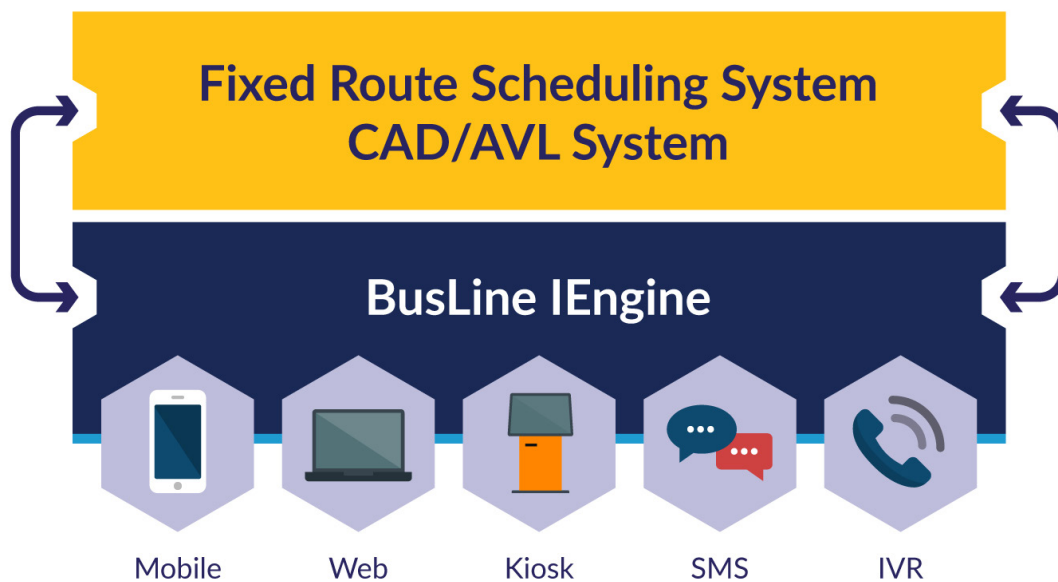 Fixed Route Scheduling System
CAD/AVL System
BusLine IEngine
Mobile
Web
Kiosk
SMS
IVR